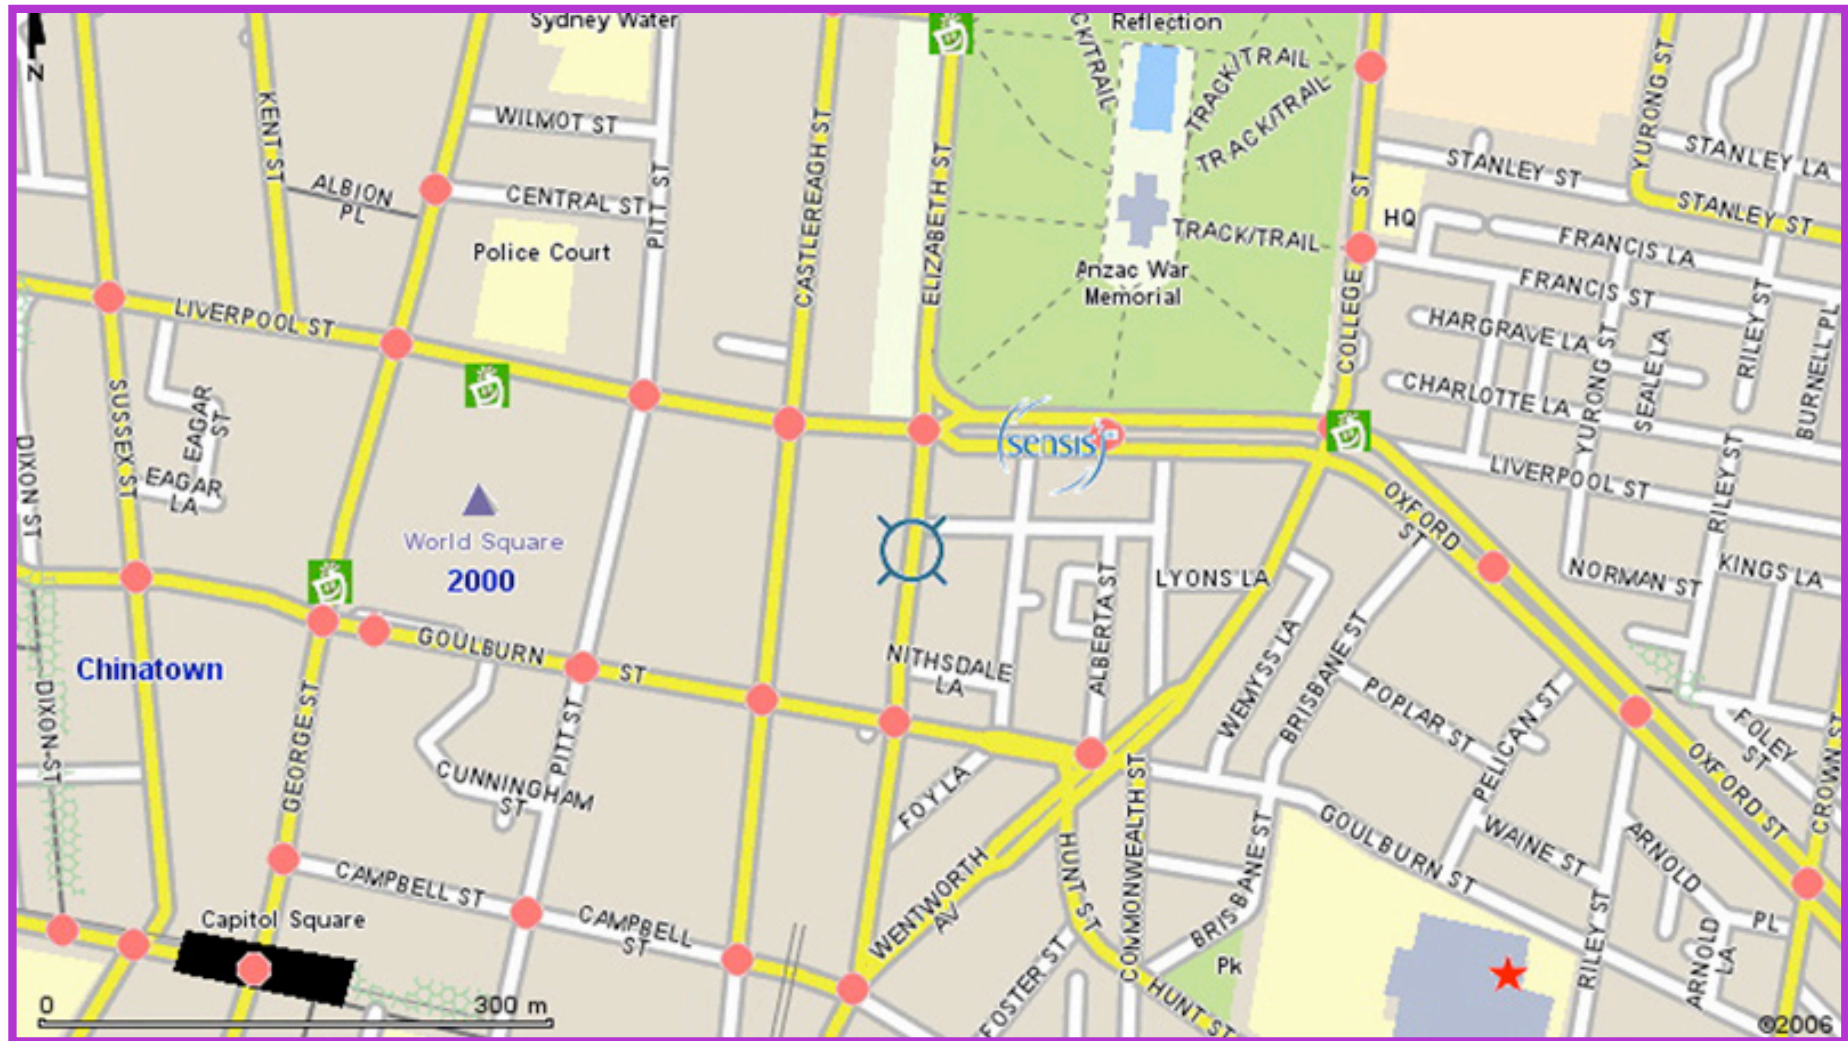 Sydney Water
Reflection
CK/TRAIL
TRACK/TRAIL
TRACK/TRAIL
YURONG ST
N
KENT ST
WILMOT ST
CASTLEREAGH ST
STANLEY LA
STANLEY ST
ALBION
PL
CENTRAL ST
PITT ST
ELIZABETH ST
ST
HQ
STANLEY ST
TRACK/TRAIL
FRANCIS LA
Police Court
Anzac War
Memorial
FRANCIS ST
LIVERPOOL ST
COLLEGE
HARGRAVE LA
RILEY ST
BURNELL PL
SUSSEX ST
EAGAR
ST
CHARLOTTE LA
YURONG ST
SEALE LA
DIXON ST
EAGAR
LA
sensis
LIVERPOOL ST
RILEY ST
OXFORD
ST
World Square
2000
ALBERTA ST
LYONS LA
NORMAN ST
KINGS LA
GOULBURN
ST
NITHSDALE
LA
WEMYSS LA
BRISBANE ST
Chinatown
POPLAR ST
PELICAN ST
FOLEY
ST
DIXON ST
GEORGE ST
PITT ST
CUNNINGHAM
ST
FOY LA
COMMONWEALTH ST
OXFORD ST
CROWN ST
HUNT ST
GOULBURN ST
WAINE ST
ARNOLD
PL
CAMPBELL ST
CAMPBELL
ST
WENTWORTH
AV
BRISBANE ST
Capitol Square
FOSTER ST
Pk
RILEY ST
ARNOLD
LA
HUNT ST
0
300 m
©2006